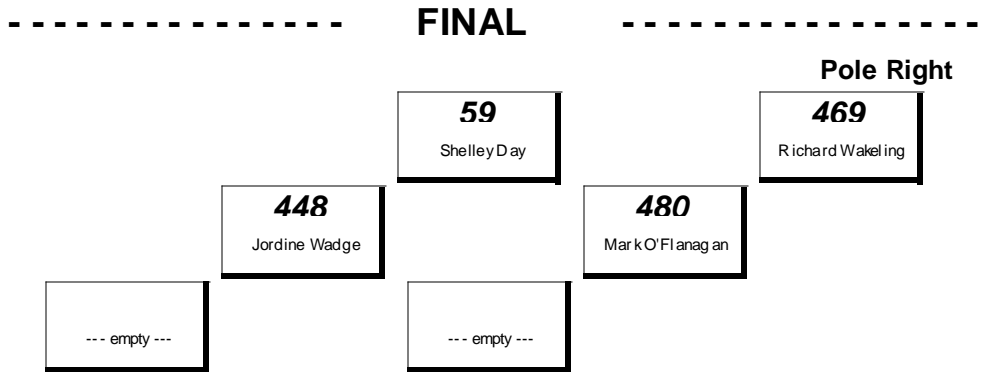 - - - - - - - - - - - - - - - FINAL - - - - - - - - - - - - - - - -
Pole Right
59 469
Shelley Day Richard Wakeling
448 480
Jordine Wadge Mark O'Flanagan
--- empty --- --- empty ---